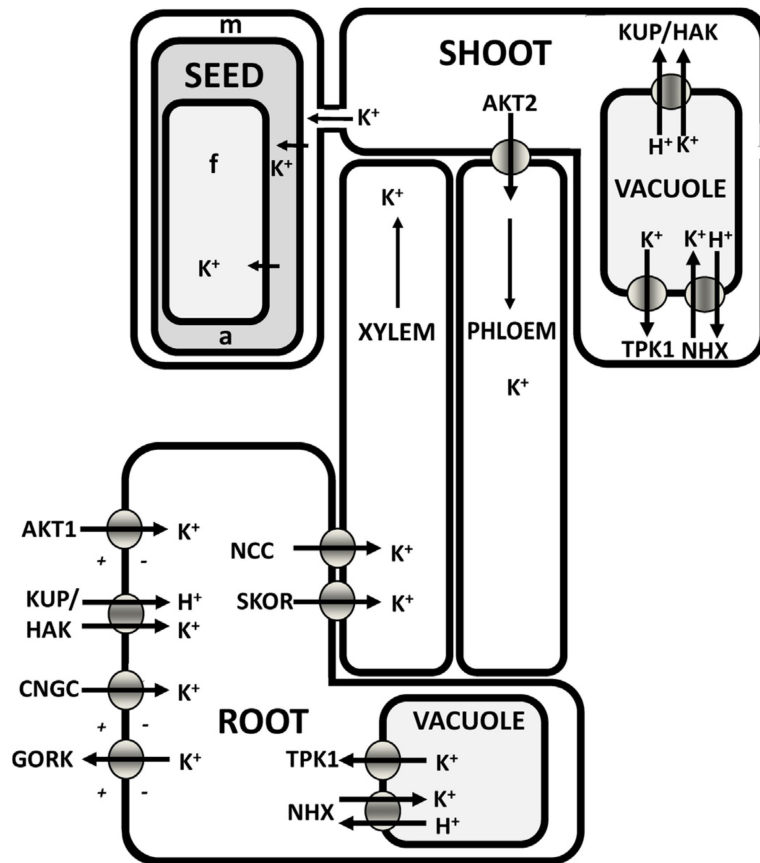 m
SEED
f
K⁺
K⁺
a
K⁺
SHOOT
AKT2
KUP/HAK
H⁺ K⁺
VACUOLE
K⁺ K⁺ H⁺
TPK1 NHX
K⁺
XYLEM
PHLOEM
K⁺
AKT1 K⁺
+ -
KUP/ H⁺
HAK K⁺
CNGC K⁺
+ -
GORK K⁺
+ -
NCC K⁺
SKOR K⁺
ROOT
VACUOLE
TPK1 K⁺
NHX K⁺
H⁺